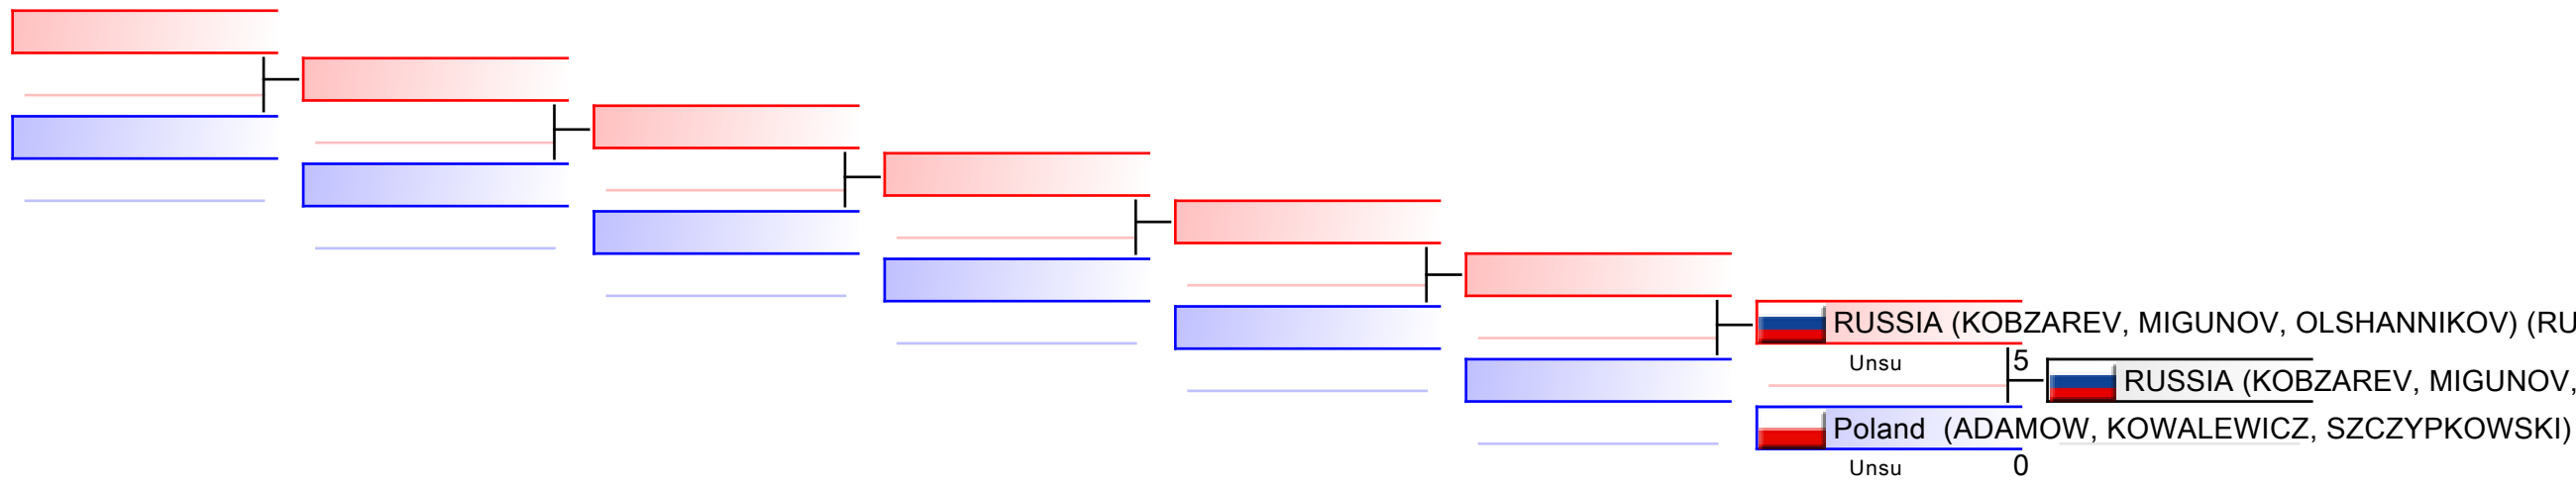 RUSSIA (KOBZAREV, MIGUNOV, OLSHANNIKOV) (RU
Unsu
5
RUSSIA (KOBZAREV, MIGUNOV,
Poland (ADAMOW, KOWALEWICZ, SZCZYPKOWSKI)
Unsu
0